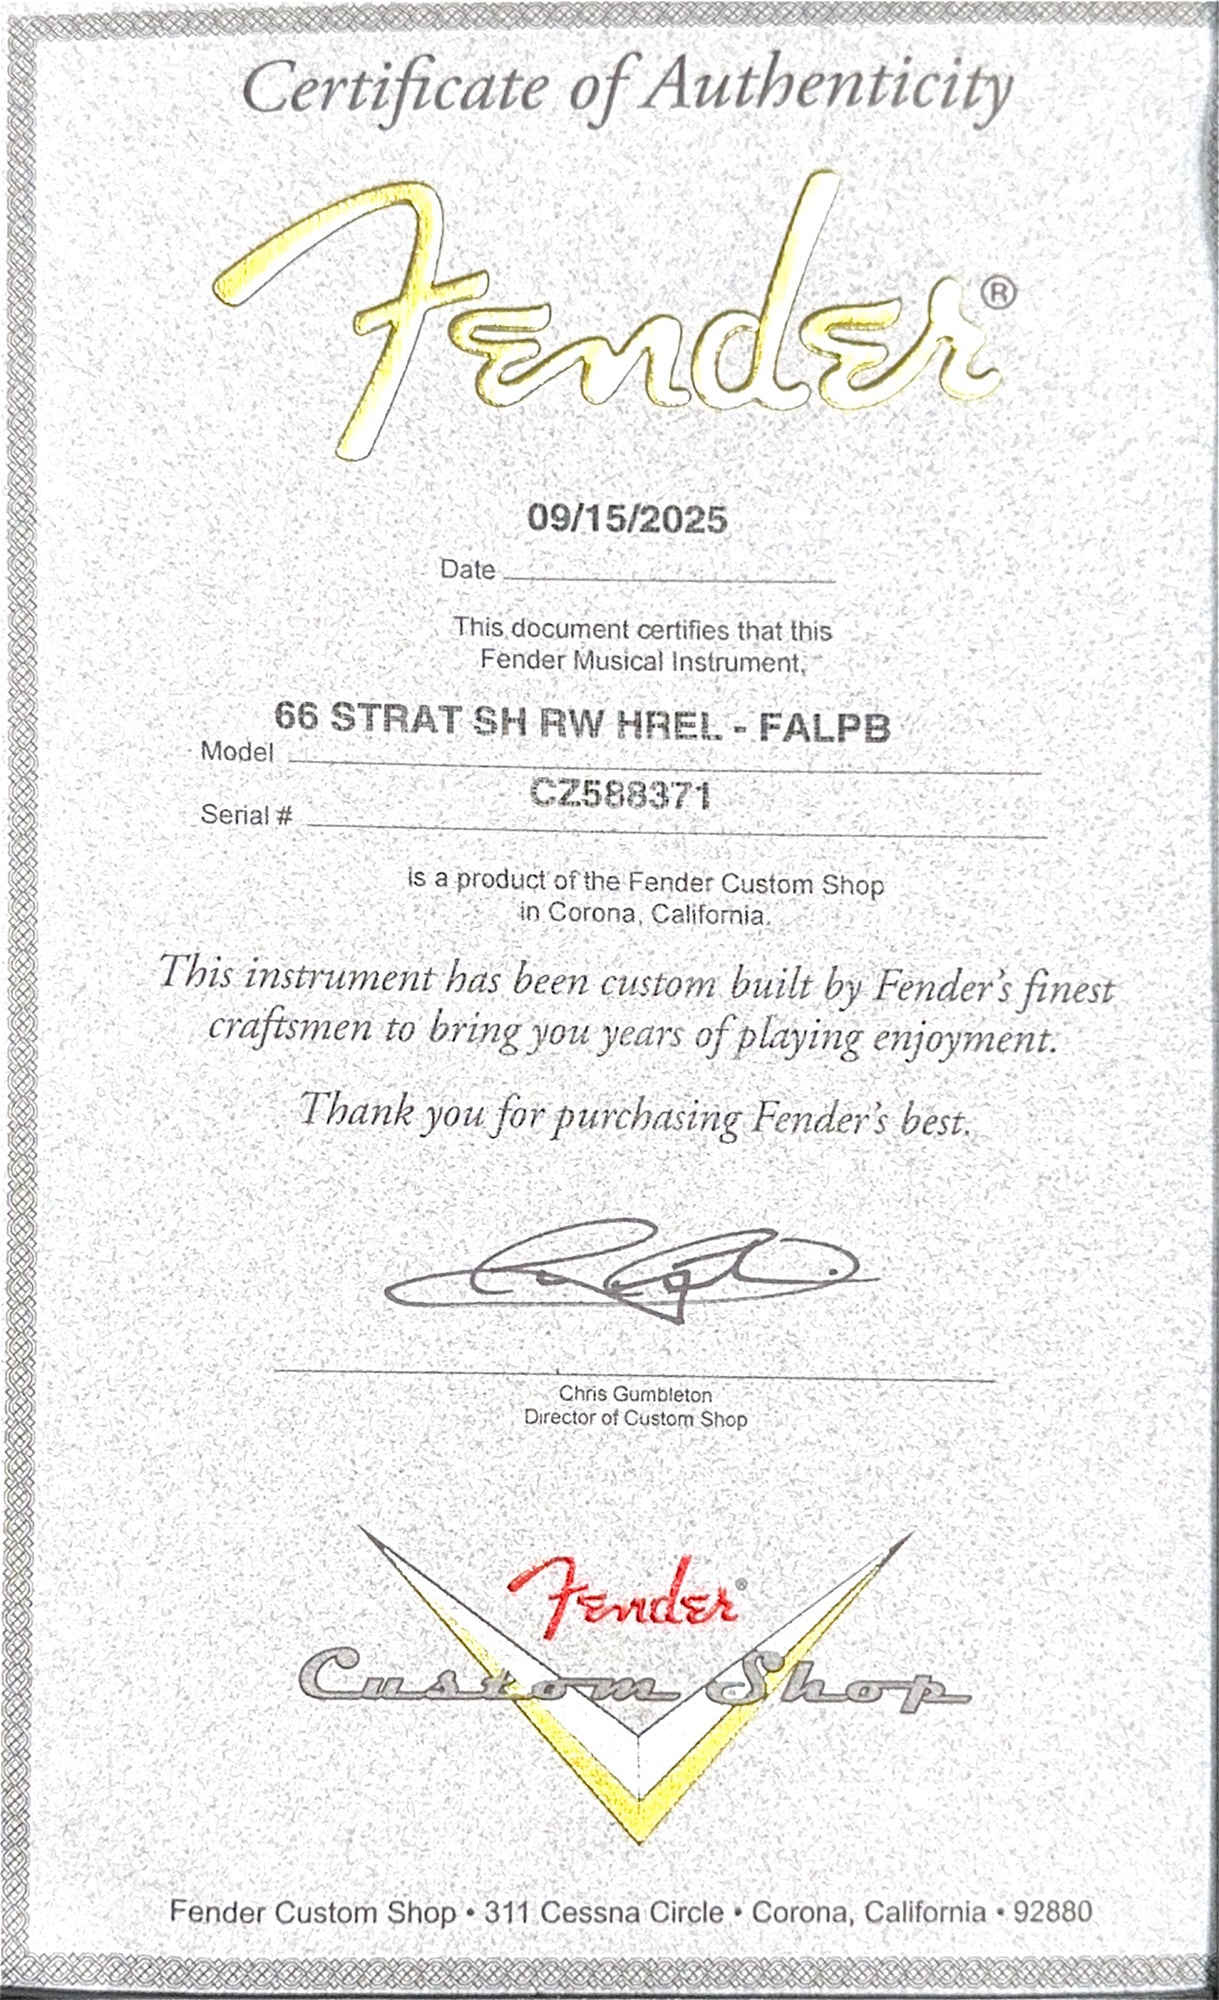 Certificate of Authenticity
Fender®
09/15/2025
Date
This document certifies that this
Fender Musical Instrument,
66 STRAT SH RW HREL - FALPB
Model
CZ588371
Serial #
is a product of the Fender Custom Shop
in Corona, California.
This instrument has been custom built by Fender's finest
craftsmen to bring you years of playing enjoyment.
Thank you for purchasing Fender's best.
Chris Gumbleton
Director of Custom Shop
Fender®
Custom Shop
Fender Custom Shop • 311 Cessna Circle • Corona, California • 92880